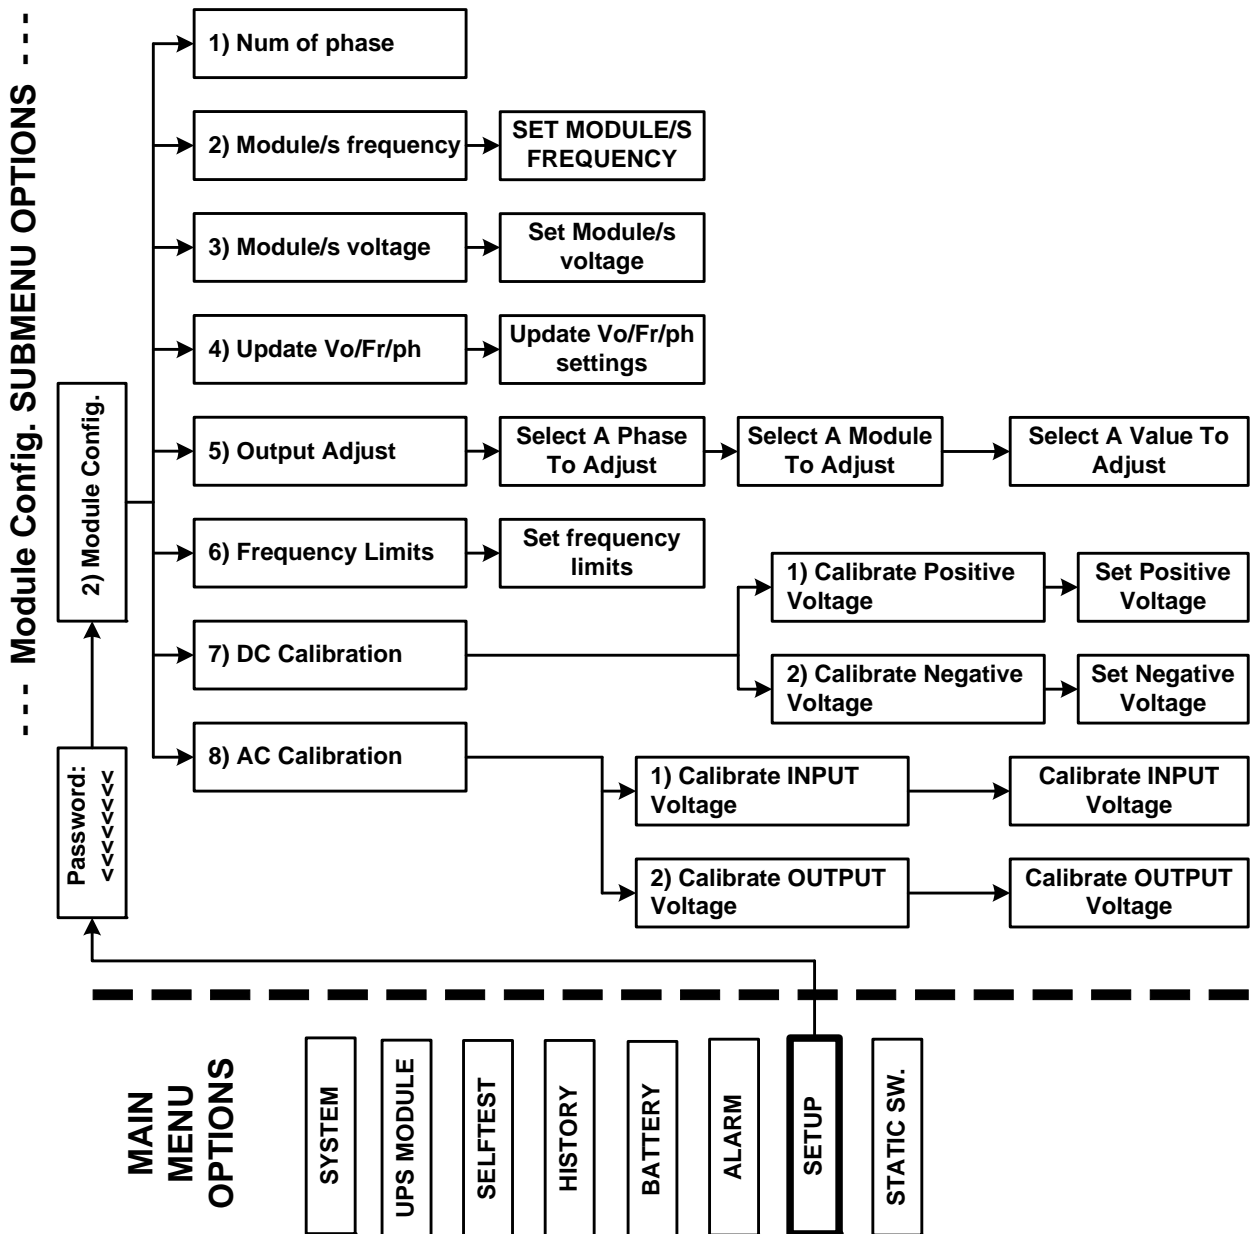 - - - Module Config. SUBMENU OPTIONS - - -
1) Num of phase
2) Module/s frequency
SET MODULE/S
FREQUENCY
3) Module/s voltage
Set Module/s
voltage
4) Update Vo/Fr/ph
Update Vo/Fr/ph
settings
2) Module Config.
5) Output Adjust
Select A Phase
To Adjust
Select A Module
To Adjust
Select A Value To
Adjust
6) Frequency Limits
Set frequency
limits
7) DC Calibration
1) Calibrate Positive
Voltage
Set Positive
Voltage
2) Calibrate Negative
Voltage
Set Negative
Voltage
8) AC Calibration
1) Calibrate INPUT
Voltage
Calibrate INPUT
Voltage
2) Calibrate OUTPUT
Voltage
Calibrate OUTPUT
Voltage
Password:
<<<<<<<
MAIN
MENU
OPTIONS
SYSTEM
UPS MODULE
SELFTEST
HISTORY
BATTERY
ALARM
SETUP
STATIC SW.